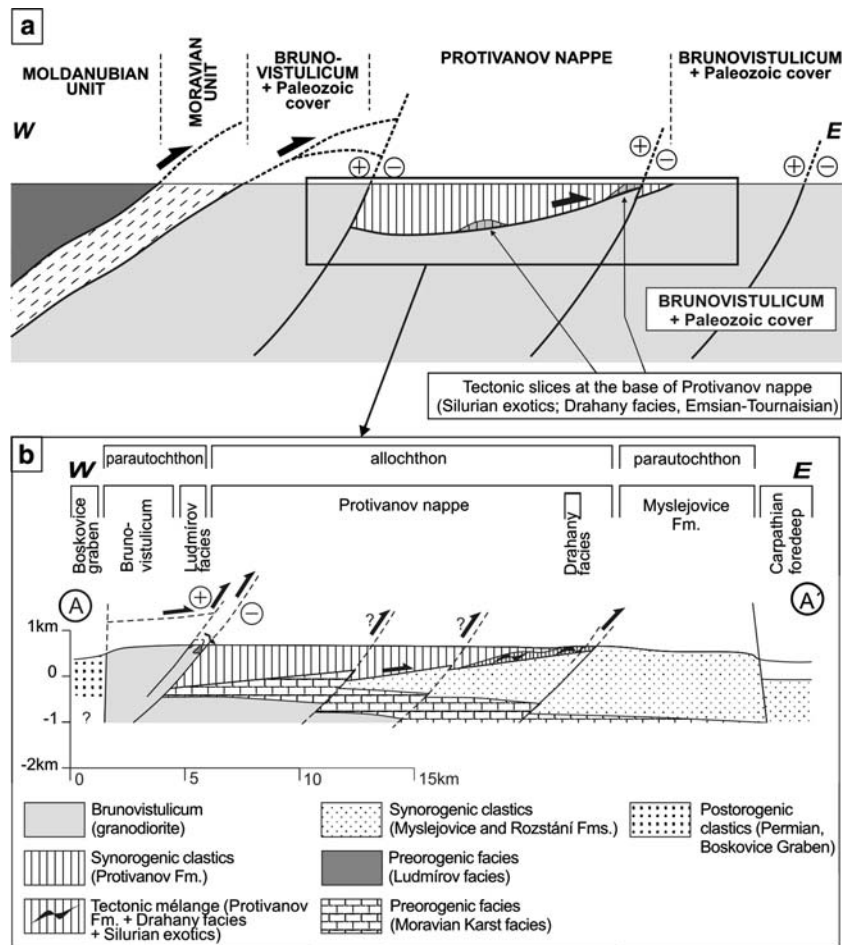 a
MOLDANUBIAN
UNIT
MORAVIAN
UNIT
BRUNO-
VISTULICUM
+ Paleozoic
cover
PROTIVANOV NAPPE
BRUNOVISTULICUM
+ Paleozoic cover
W
E
+ −
+ −
+ −
BRUNOVISTULICUM
+ Paleozoic cover
Tectonic slices at the base of Protivanov nappe
(Silurian exotics; Drahany facies, Emsian-Tournaisian)
b
W
E
parautochthon
allochthon
parautochthon
Boskovice
graben
Bruno-
vistulicum
Ludmírov
facies
Protivanov nappe
Drahany
facies
Myslejovice
Fm.
Carpathian
foredeep
A
A´
+
−
?
?
1km
0
-1
-2km
?
0
5
10
15km
Brunovistulicum
(granodiorite)
Synorogenic clastics
(Protivanov Fm.)
Tectonic mélange (Protivanov
Fm. + Drahany facies
+ Silurian exotics)
Synorogenic clastics
(Myslejovice and Rozstání Fms.)
Preorogenic facies
(Ludmírov facies)
Preorogenic facies
(Moravian Karst facies)
Postorogenic
clastics (Permian,
Boskovice Graben)